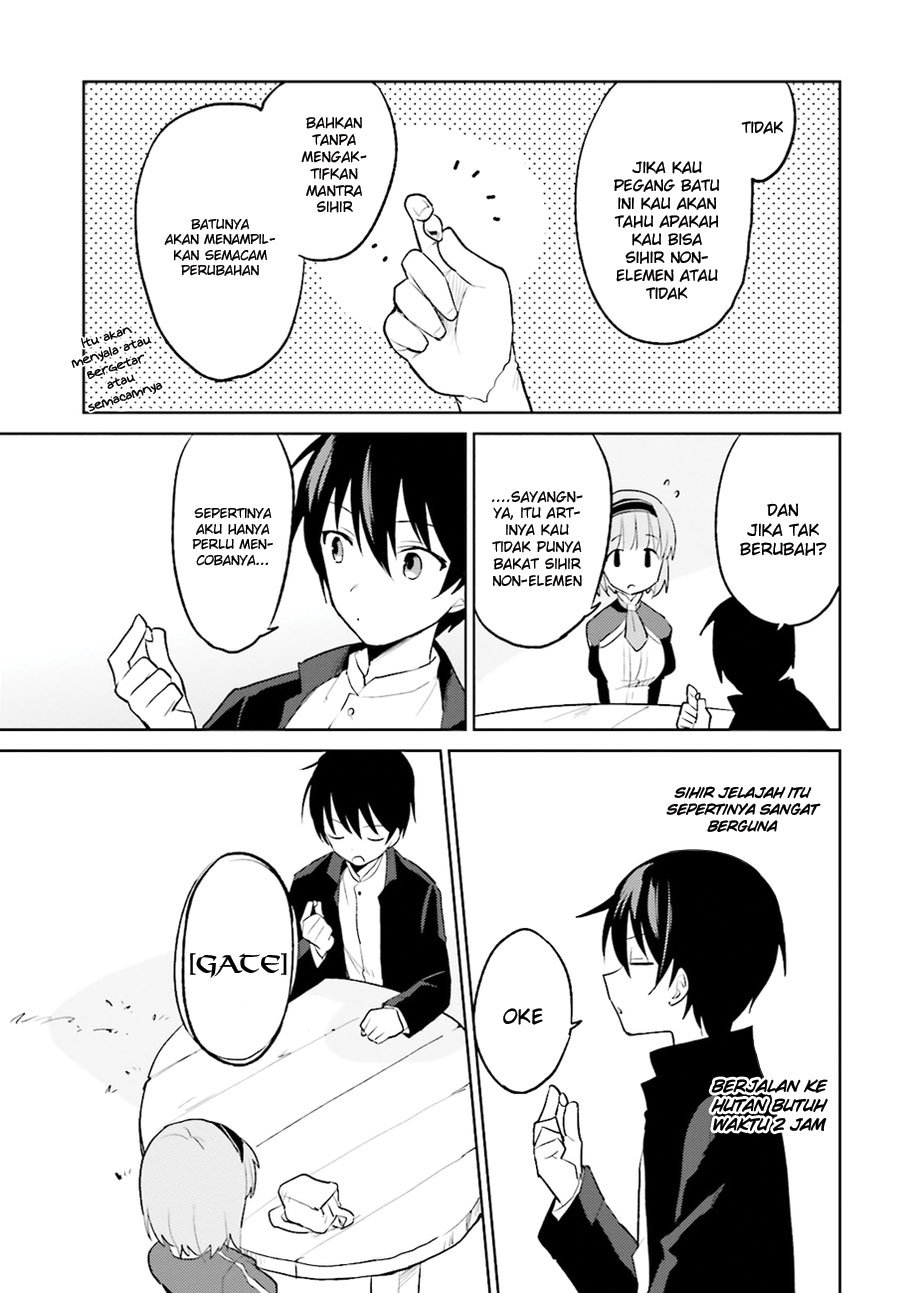 TIDAK
JIKA KAU
PEGANG BATU
INI KAU AKAN
TAHU APAKAH
KAU BISA
SIHIR NON-
ELEMEN ATAU
TIDAK
BAHKAN
TANPA
MENGAK-
TIFKAN
MANTRA
SIHIR
BATUNYA
AKAN MENAMPIL-
KAN SEMACAM
PERUBAHAN
Itu akan
menyala atau
bergetar
atau
semacamnya
DAN
JIKA TAK
BERUBAH?
....SAYANGN-
YA, ITU ART-
INYA KAU
TIDAK PUNYA
BAKAT SIHIR
NON-ELEMEN
SEPERTINYA
AKU HANYA
PERLU MEN-
COBANYA...
SIHIR JELAJAH ITU
SEPERTINYA SANGAT
BERGUNA
OKE
BERJALAN KE
HUTAN BUTUH
WAKTU 2 JAM
[GATE]